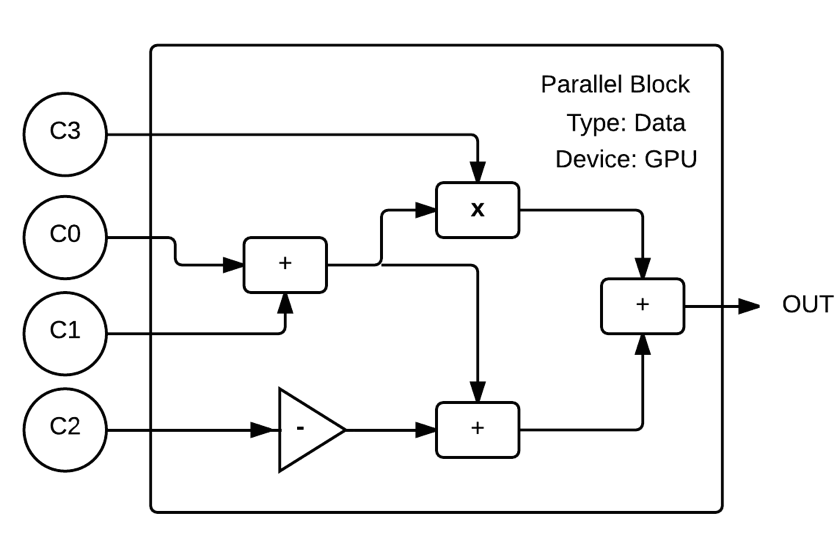 Parallel Block
Type: Data
Device: GPU
C3
x
C0
+
+
OUT
C1
C2
-
+